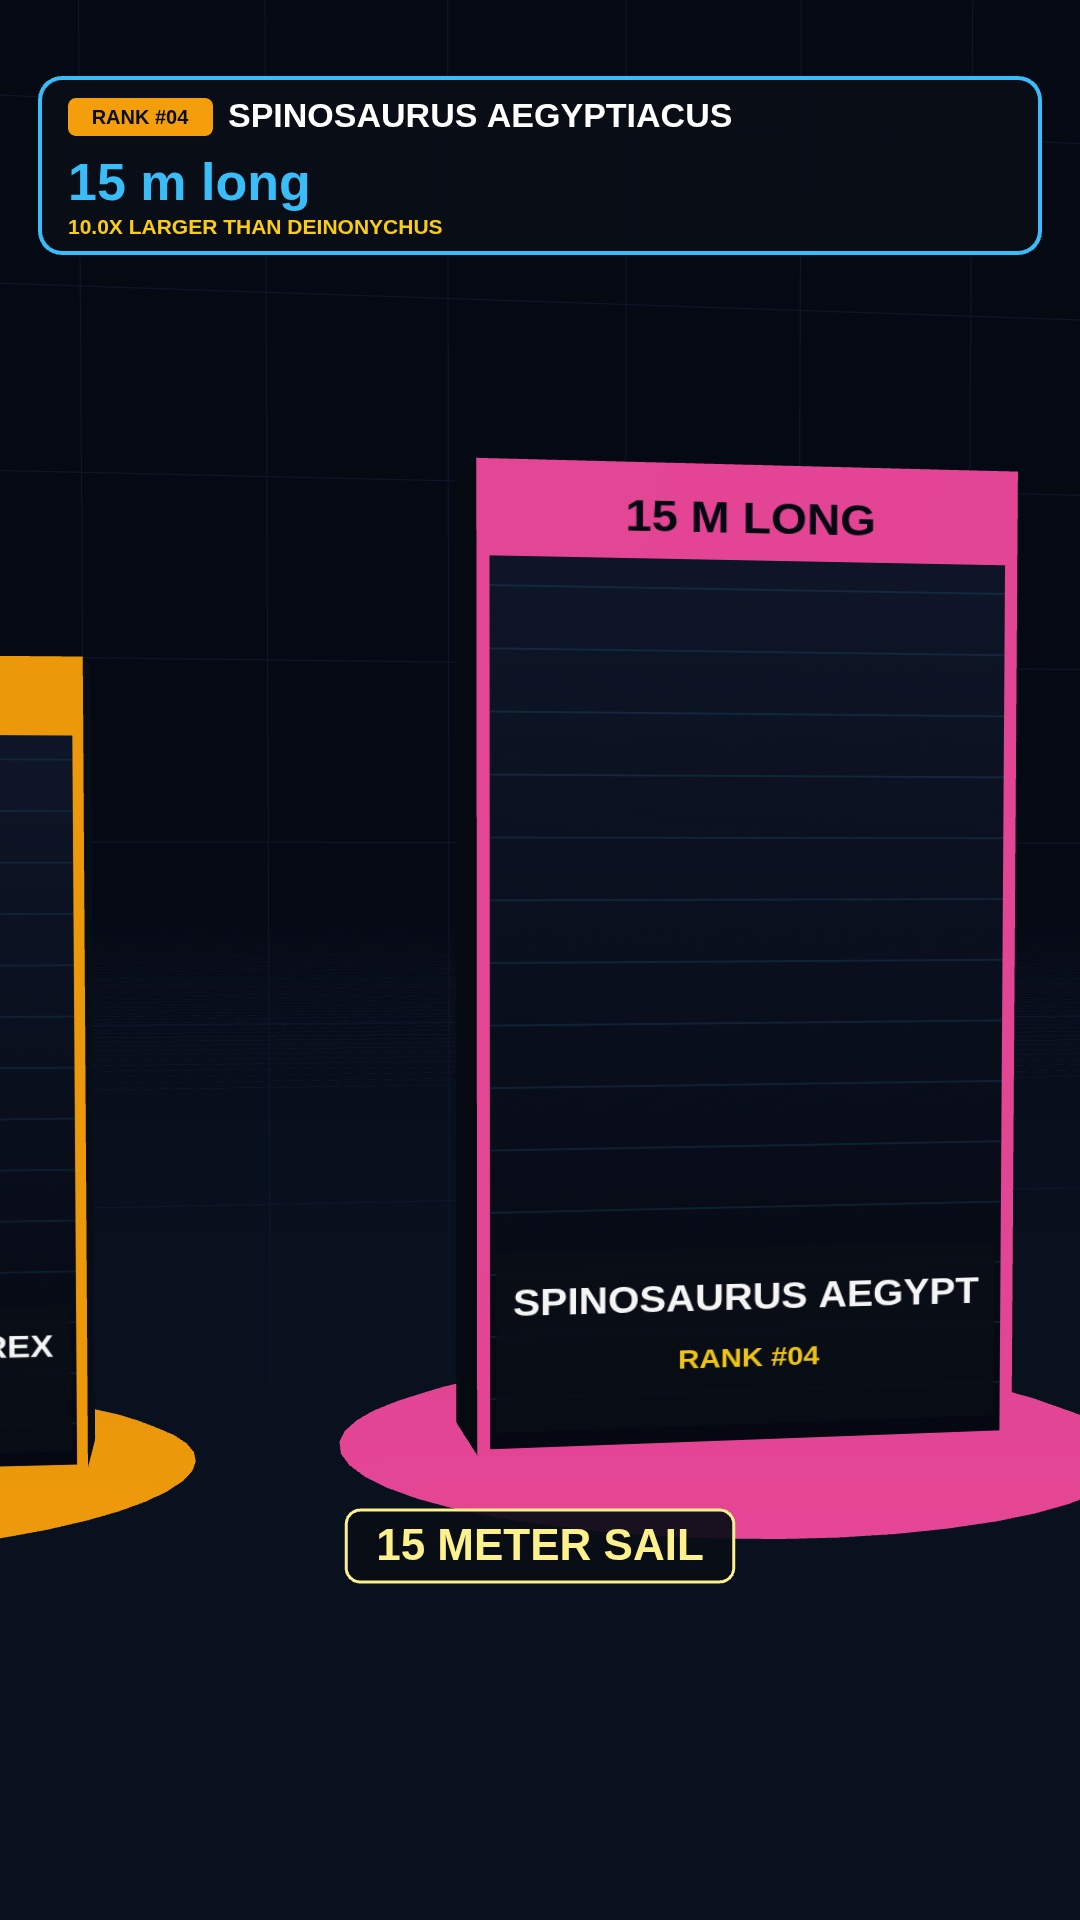 RANK #04 SPINOSAURUS AEGYPTIACUS
15 m long
10.0X LARGER THAN DEINONYCHUS
15 M LONG
SPINOSAURUS AEGYPT
REX
RANK #04
15 METER SAIL